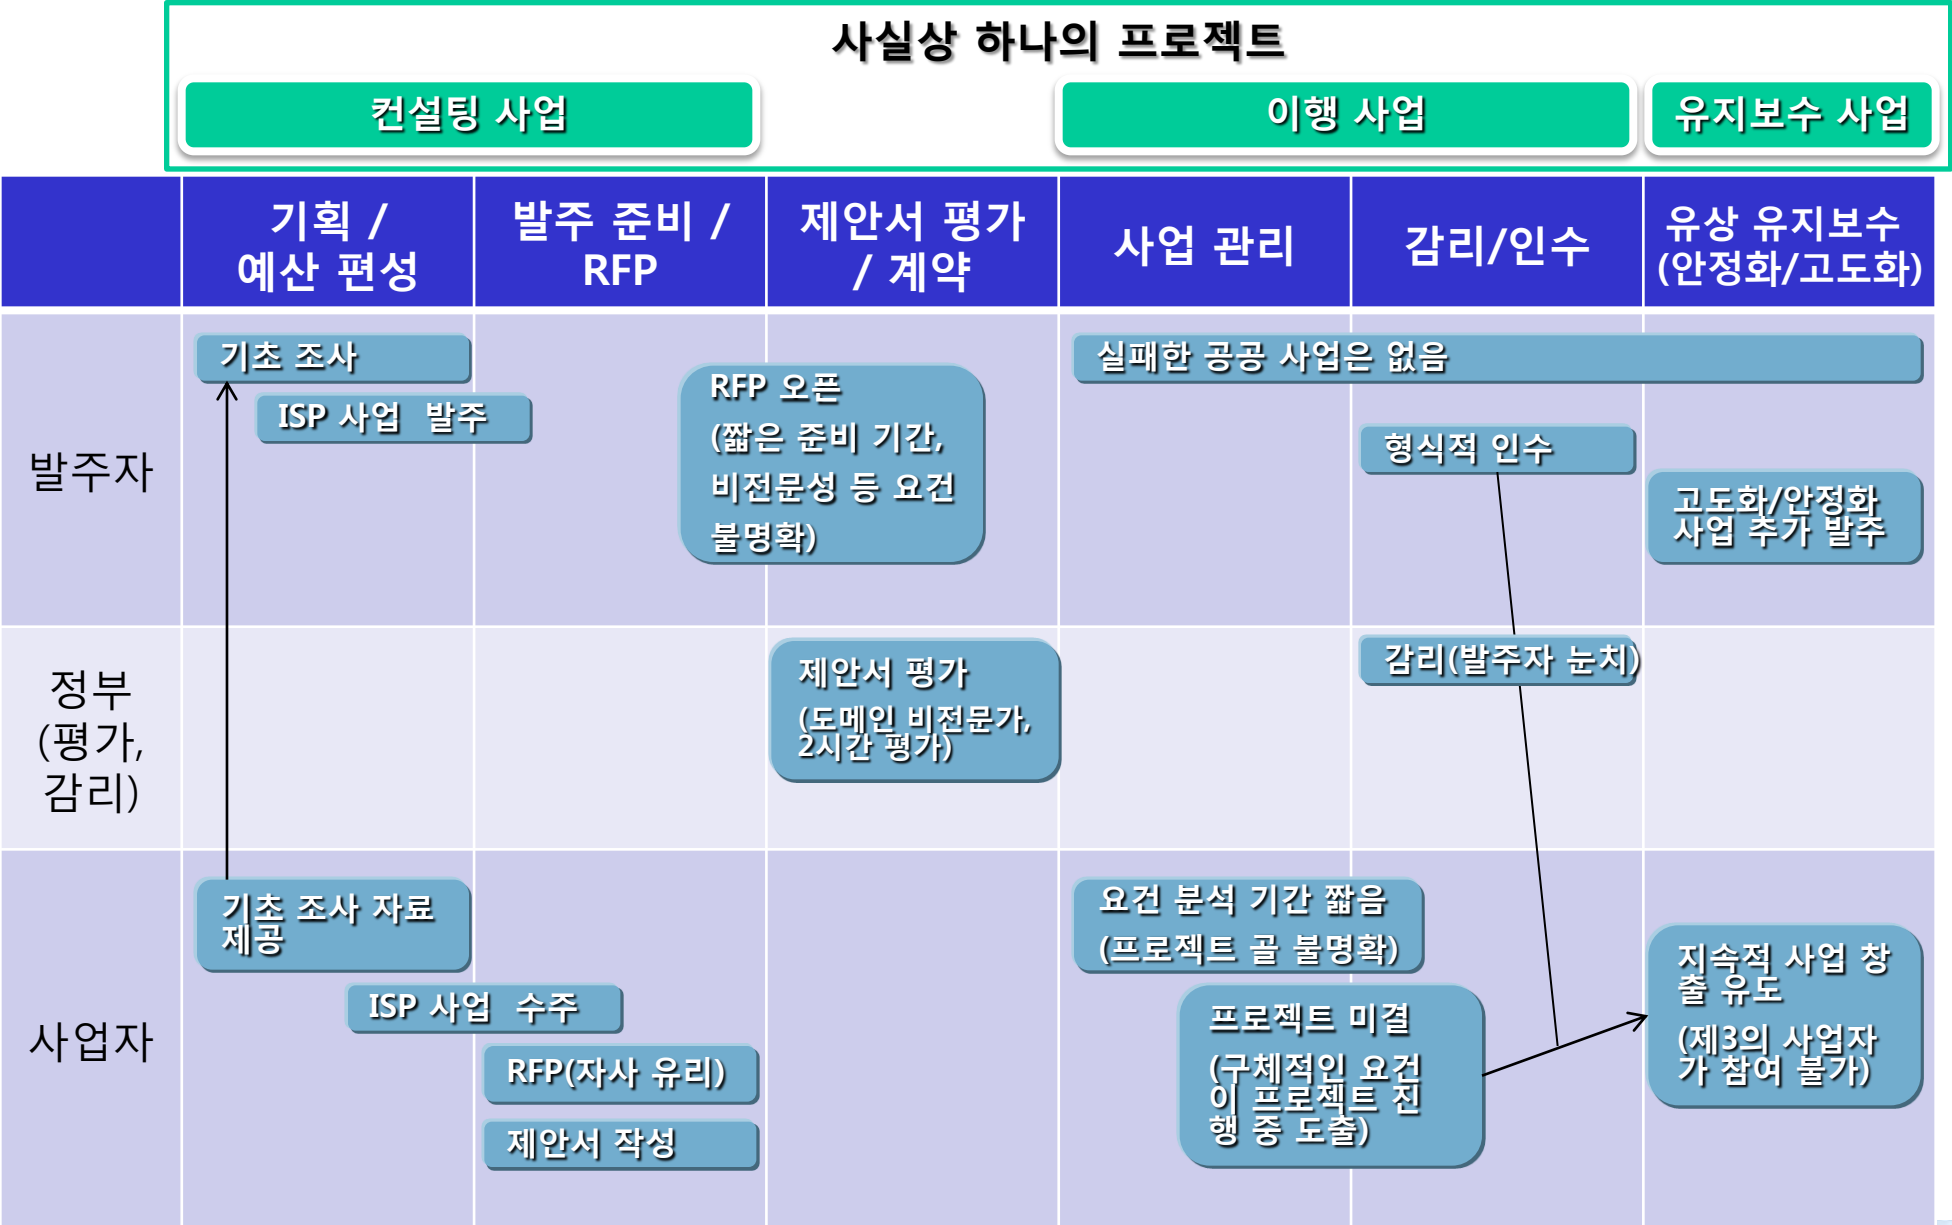 사실상 하나의 프로젝트
컨설팅 사업
이행 사업
유지보수 사업
기획 /
예산 편성
발주 준비 /
RFP
제안서 평가
/ 계약
사업 관리
감리/인수
유상 유지보수
(안정화/고도화)
발주자
기초 조사
ISP 사업 발주
RFP 오픈
(짧은 준비 기간,
비전문성 등 요건
불명확)
실패한 공공 사업은 없음
형식적 인수
고도화/안정화
사업 추가 발주
정부
(평가,
감리)
제안서 평가
(도메인 비전문가,
2시간 평가)
감리(발주자 눈치)
사업자
기초 조사 자료
제공
ISP 사업 수주
RFP(자사 유리)
제안서 작성
요건 분석 기간 짧음
(프로젝트 골 불명확)
프로젝트 미결
(구체적인 요건
이 프로젝트 진
행 중 도출)
지속적 사업 창
출 유도
(제3의 사업자
가 참여 불가)